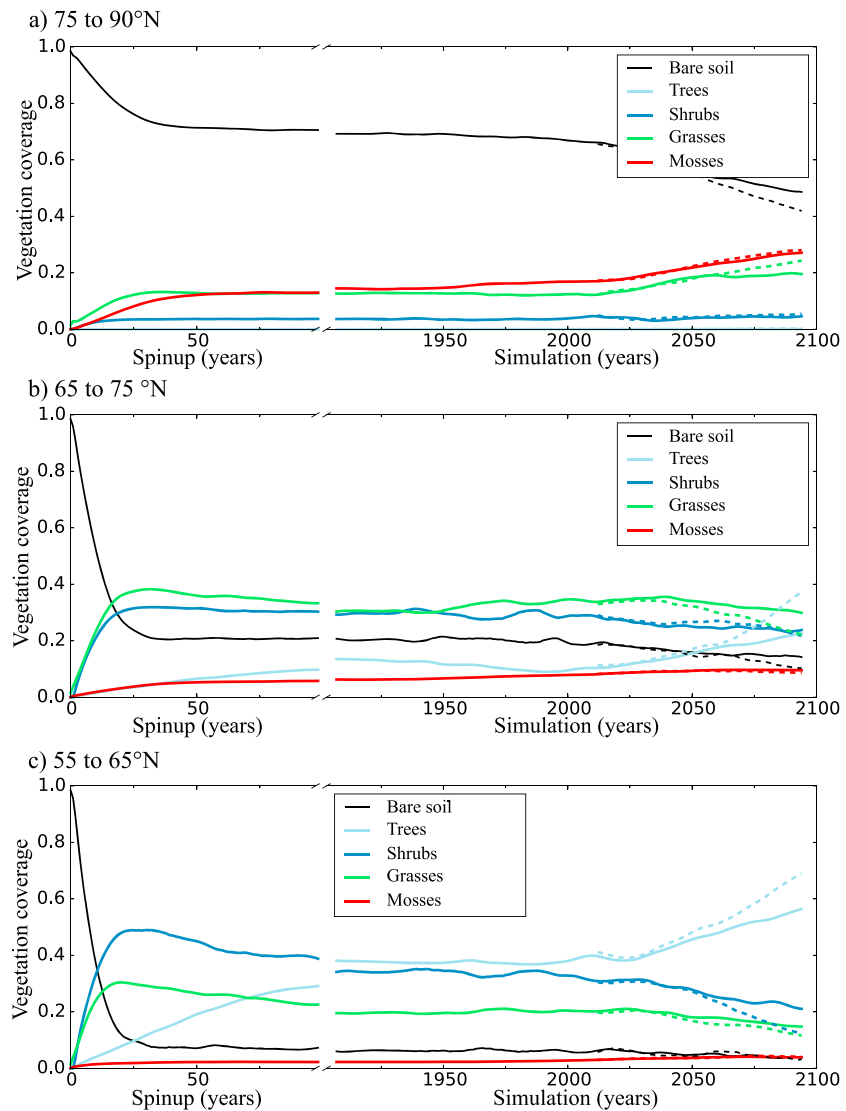 a) 75 to 90°N
1.0
0.8
0.6
0.4
0.2
0.0
Vegetation coverage
Bare soil
Trees
Shrubs
Grasses
Mosses
0 50 1950 2000 2050 2100
Spinup (years) Simulation (years)
b) 65 to 75 °N
1.0
0.8
0.6
0.4
0.2
0.0
Vegetation coverage
Bare soil
Trees
Shrubs
Grasses
Mosses
0 50 1950 2000 2050 2100
Spinup (years) Simulation (years)
c) 55 to 65°N
1.0
0.8
0.6
0.4
0.2
0.0
Vegetation coverage
Bare soil
Trees
Shrubs
Grasses
Mosses
0 50 1950 2000 2050 2100
Spinup (years) Simulation (years)